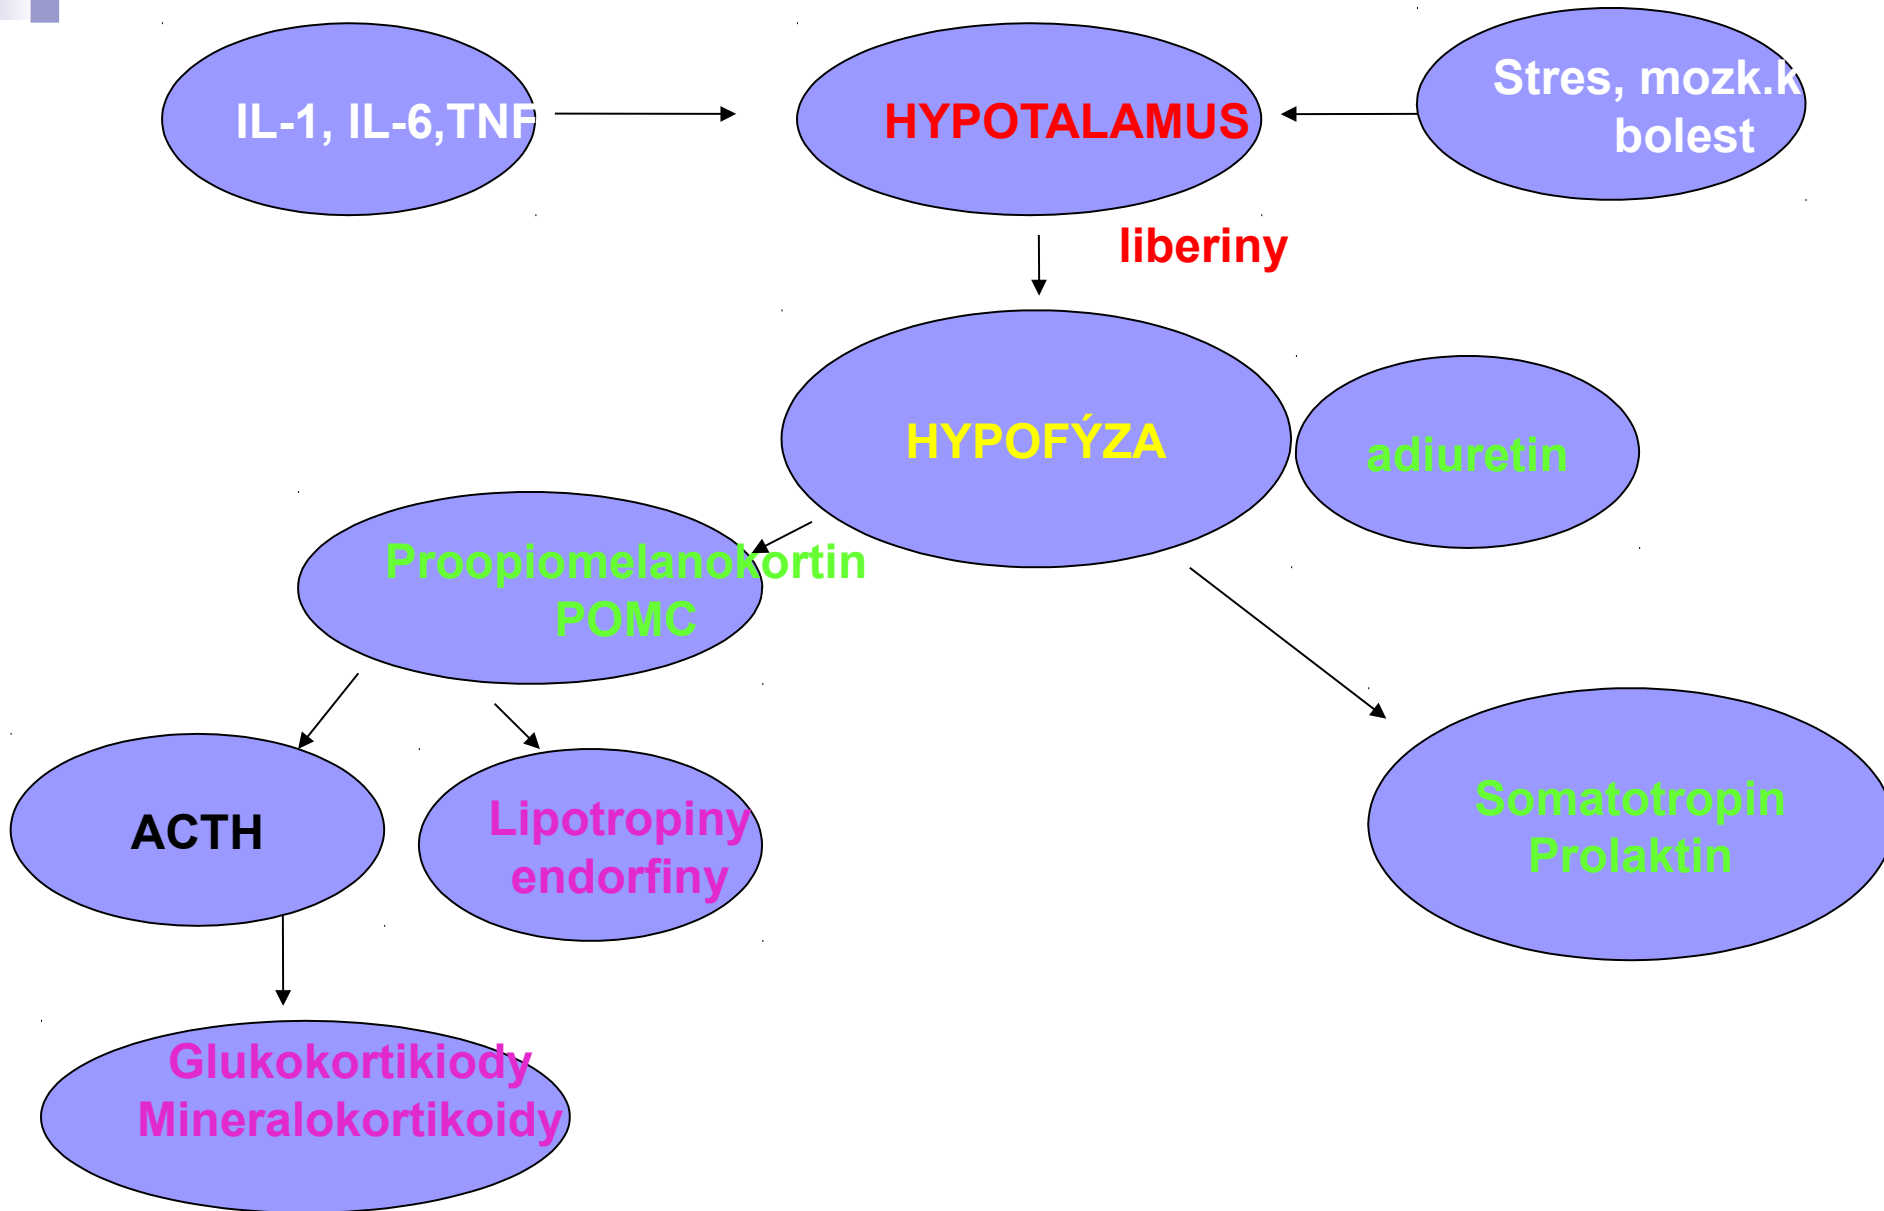 IL-1, IL-6,TNF
HYPOTALAMUS
Stres, mozk.k
bolest
liberiny
HYPOFÝZA
adiuretin
Proopiomelanokortin
POMC
ACTH
Lipotropiny
endorfiny
Somatotropin
Prolaktin
Glukokortikiody
Mineralokortikoidy